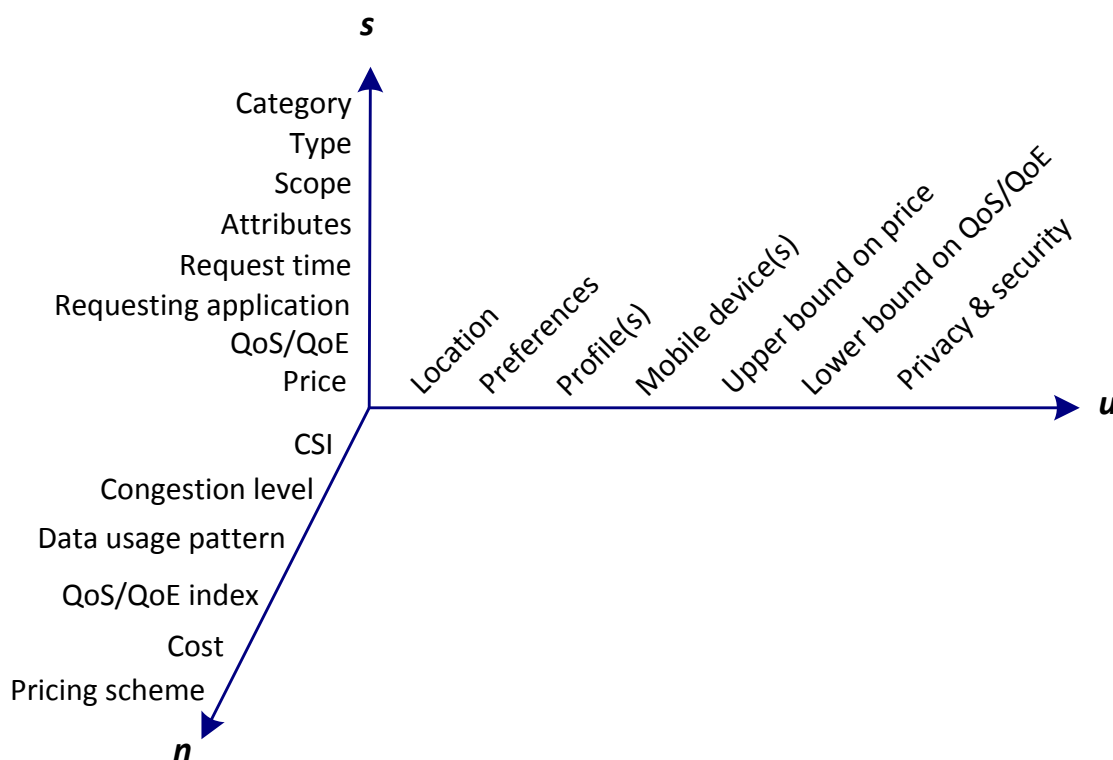 s
Category
Type
Scope
Attributes
Request time
Requesting application
QoS/QoE
Price
Location
Preferences
Profile(s)
Mobile device(s)
Upper bound on price
Lower bound on QoS/QoE
Privacy & security
u
CSI
Congestion level
Data usage pattern
QoS/QoE index
Cost
Pricing scheme
n